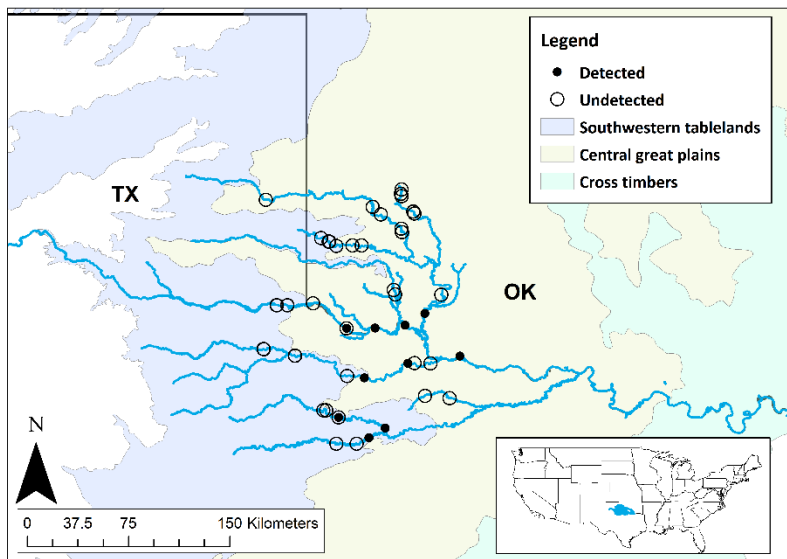 Legend
Detected
Undetected
Southwestern tablelands
Central great plains
Cross timbers
TX
OK
N
0 37.5 75 150 Kilometers